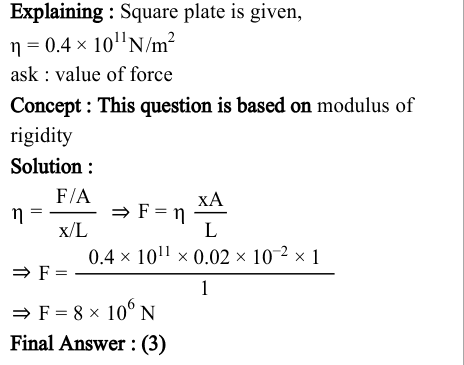 Explaining : Square plate is given,
η = 0.4 × 10¹¹N/m²
ask : value of force
Concept : This question is based on modulus of
rigidity
Solution :
η = (F/A)/(x/L) ⇒ F = η xA/L
⇒ F = (0.4 × 10¹¹ × 0.02 × 10⁻² × 1)/1
⇒ F = 8 × 10⁶ N
Final Answer : (3)